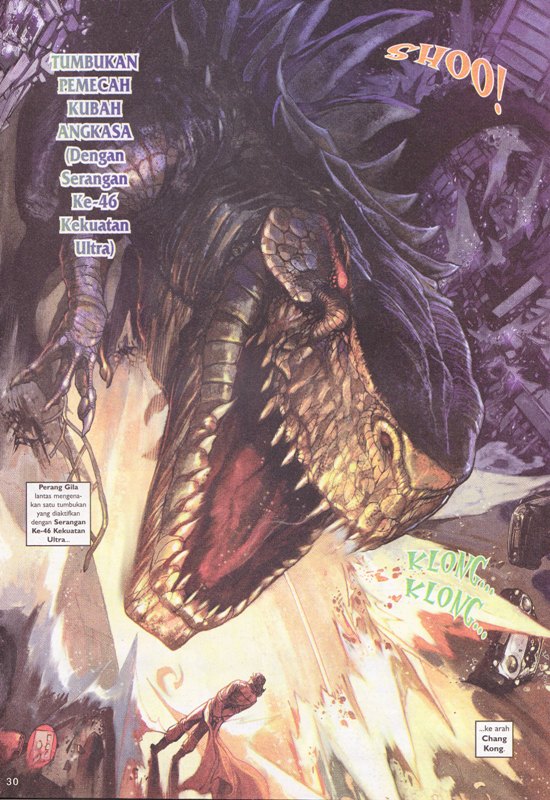 SHOO!
TUMBUKAN
PEMECAH
KUBAH
ANGKASA
(Dengan
Serangan
Ke-46
Kekuatan
Ultra)
Perang Gila
lantas mengena-
kan satu tumbukan
yang diaktifkan
dengan Serangan
Ke-46 Kekuatan
Ultra...
KLONG...
KLONG...
...ke arah
Chang
Kong.
30